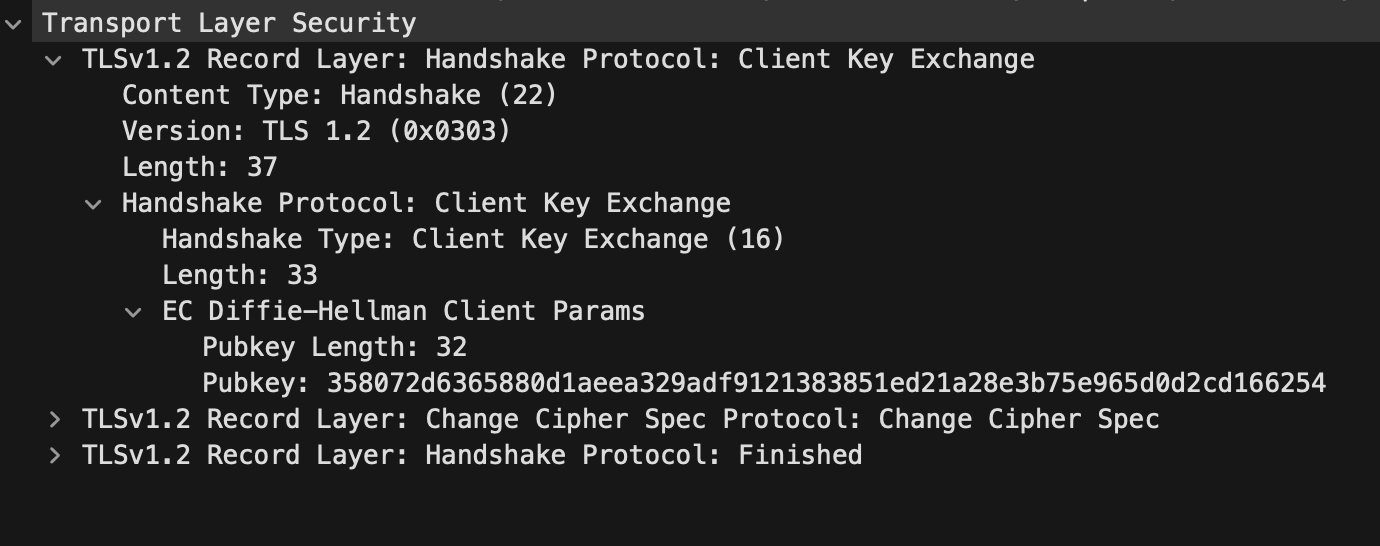 Transport Layer Security
TLSv1.2 Record Layer: Handshake Protocol: Client Key Exchange
Content Type: Handshake (22)
Version: TLS 1.2 (0x0303)
Length: 37
Handshake Protocol: Client Key Exchange
Handshake Type: Client Key Exchange (16)
Length: 33
EC Diffie–Hellman Client Params
Pubkey Length: 32
Pubkey: 358072d6365880d1aeea329adf9121383851ed21a28e3b75e965d0d2cd166254
TLSv1.2 Record Layer: Change Cipher Spec Protocol: Change Cipher Spec
TLSv1.2 Record Layer: Handshake Protocol: Finished